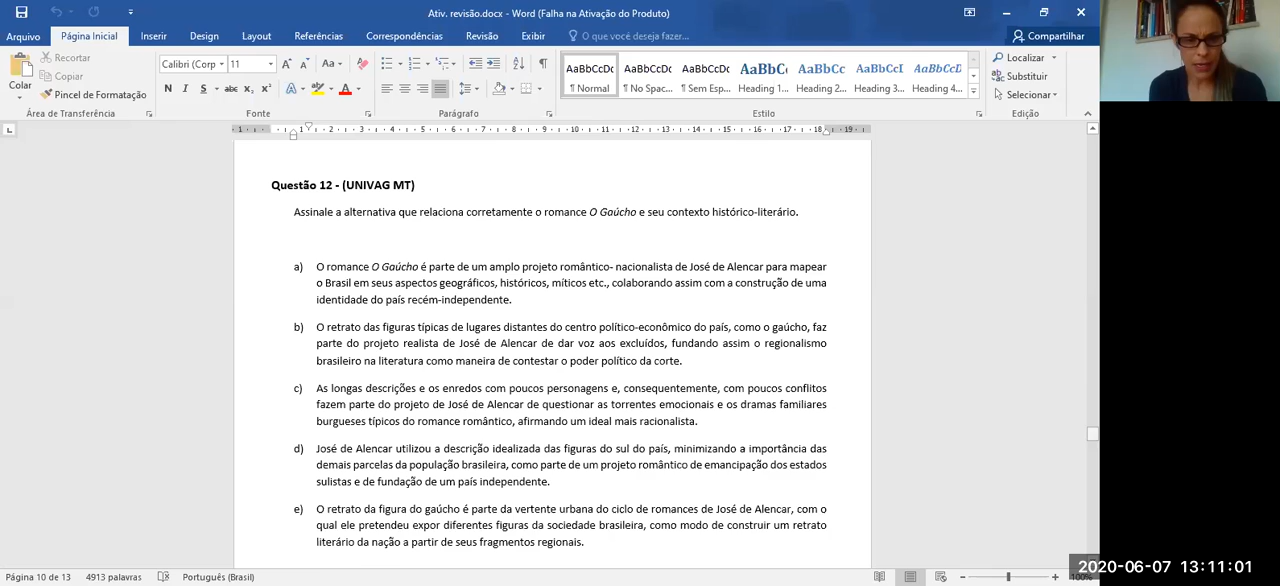 Ativ. revisão.docx - Word (Falha na Ativação do Produto)
Arquivo Página Inicial Inserir Design Layout Referências Correspondências Revisão Exibir O que você deseja fazer... Compartilhar
Colar
Recortar
Copiar
Pincel de Formatação
Área de Transferência
Calibri (Corp 11
Fonte
Parágrafo
AaBbCcDc AaBbCcDc AaBbCcDc AaBbC AaBbCc AaBbCcI AaBbCcD
¶ Normal ¶ No Spac... ¶ Sem Esp... Heading 1... Heading 2... Heading 3... Heading 4...
Estilo
Localizar
Substituir
Selecionar
Edição
Questão 12 - (UNIVAG MT)
Assinale a alternativa que relaciona corretamente o romance O Gaúcho e seu contexto histórico-literário.
a) O romance O Gaúcho é parte de um amplo projeto romântico- nacionalista de José de Alencar para mapear
o Brasil em seus aspectos geográficos, históricos, míticos etc., colaborando assim com a construção de uma
identidade do país recém-independente.
b) O retrato das figuras típicas de lugares distantes do centro político-econômico do país, como o gaúcho, faz
parte do projeto realista de José de Alencar de dar voz aos excluídos, fundando assim o regionalismo
brasileiro na literatura como maneira de contestar o poder político da corte.
c) As longas descrições e os enredos com poucos personagens e, consequentemente, com poucos conflitos
fazem parte do projeto de José de Alencar de questionar as torrentes emocionais e os dramas familiares
burgueses típicos do romance romântico, afirmando um ideal mais racionalista.
d) José de Alencar utilizou a descrição idealizada das figuras do sul do país, minimizando a importância das
demais parcelas da população brasileira, como parte de um projeto romântico de emancipação dos estados
sulistas e de fundação de um país independente.
e) O retrato da figura do gaúcho é parte da vertente urbana do ciclo de romances de José de Alencar, com o
qual ele pretendeu expor diferentes figuras da sociedade brasileira, como modo de construir um retrato
literário da nação a partir de seus fragmentos regionais.
Página 10 de 13 4913 palavras Português (Brasil) 100%
2020-06-07 13:11:01